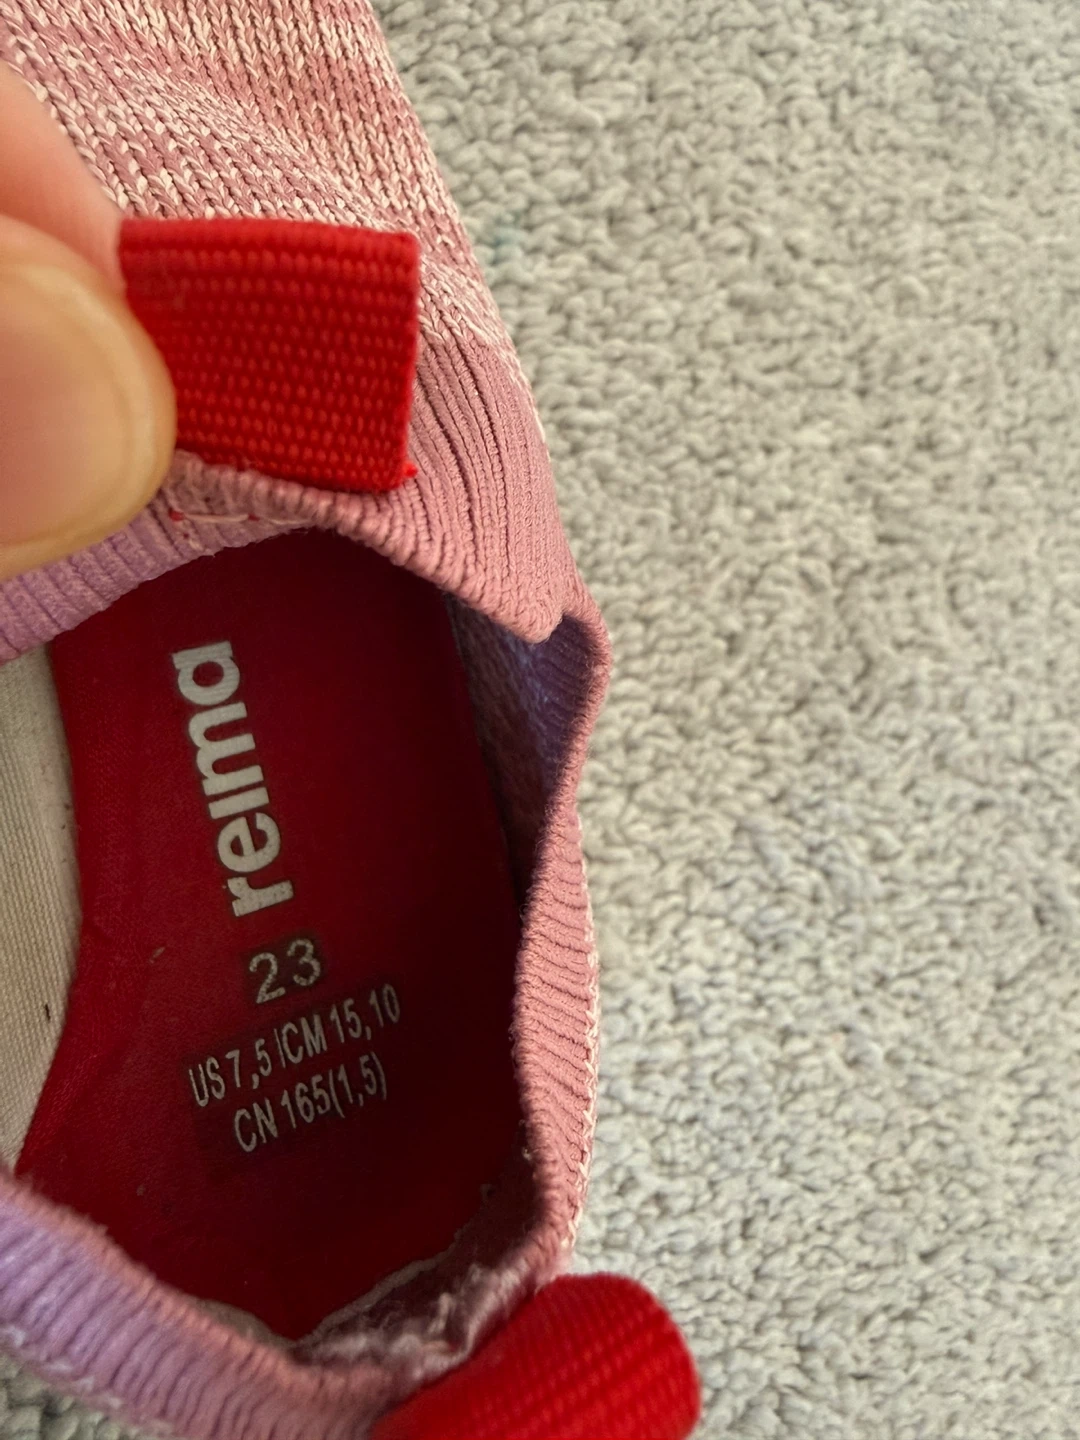 reima
23
US 7,5 /CM 15,10
CN 165(1,5)